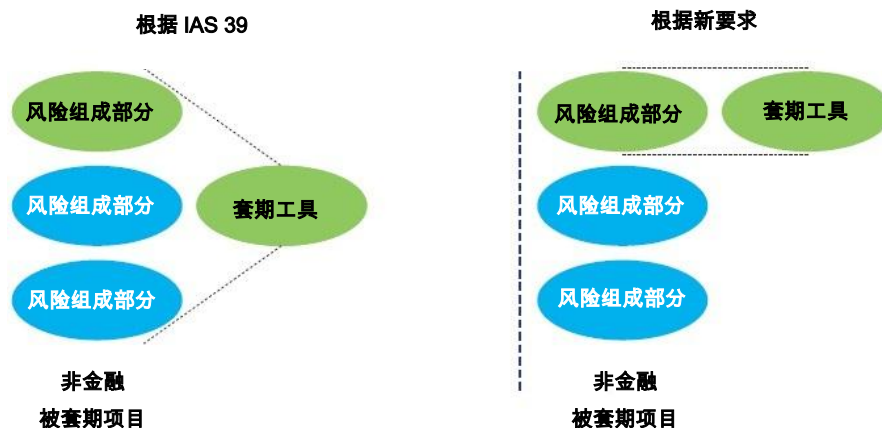 根据 IAS 39
风险组成部分
风险组成部分
套期工具
风险组成部分
非金融
被套期项目
根据新要求
风险组成部分
套期工具
风险组成部分
风险组成部分
非金融
被套期项目